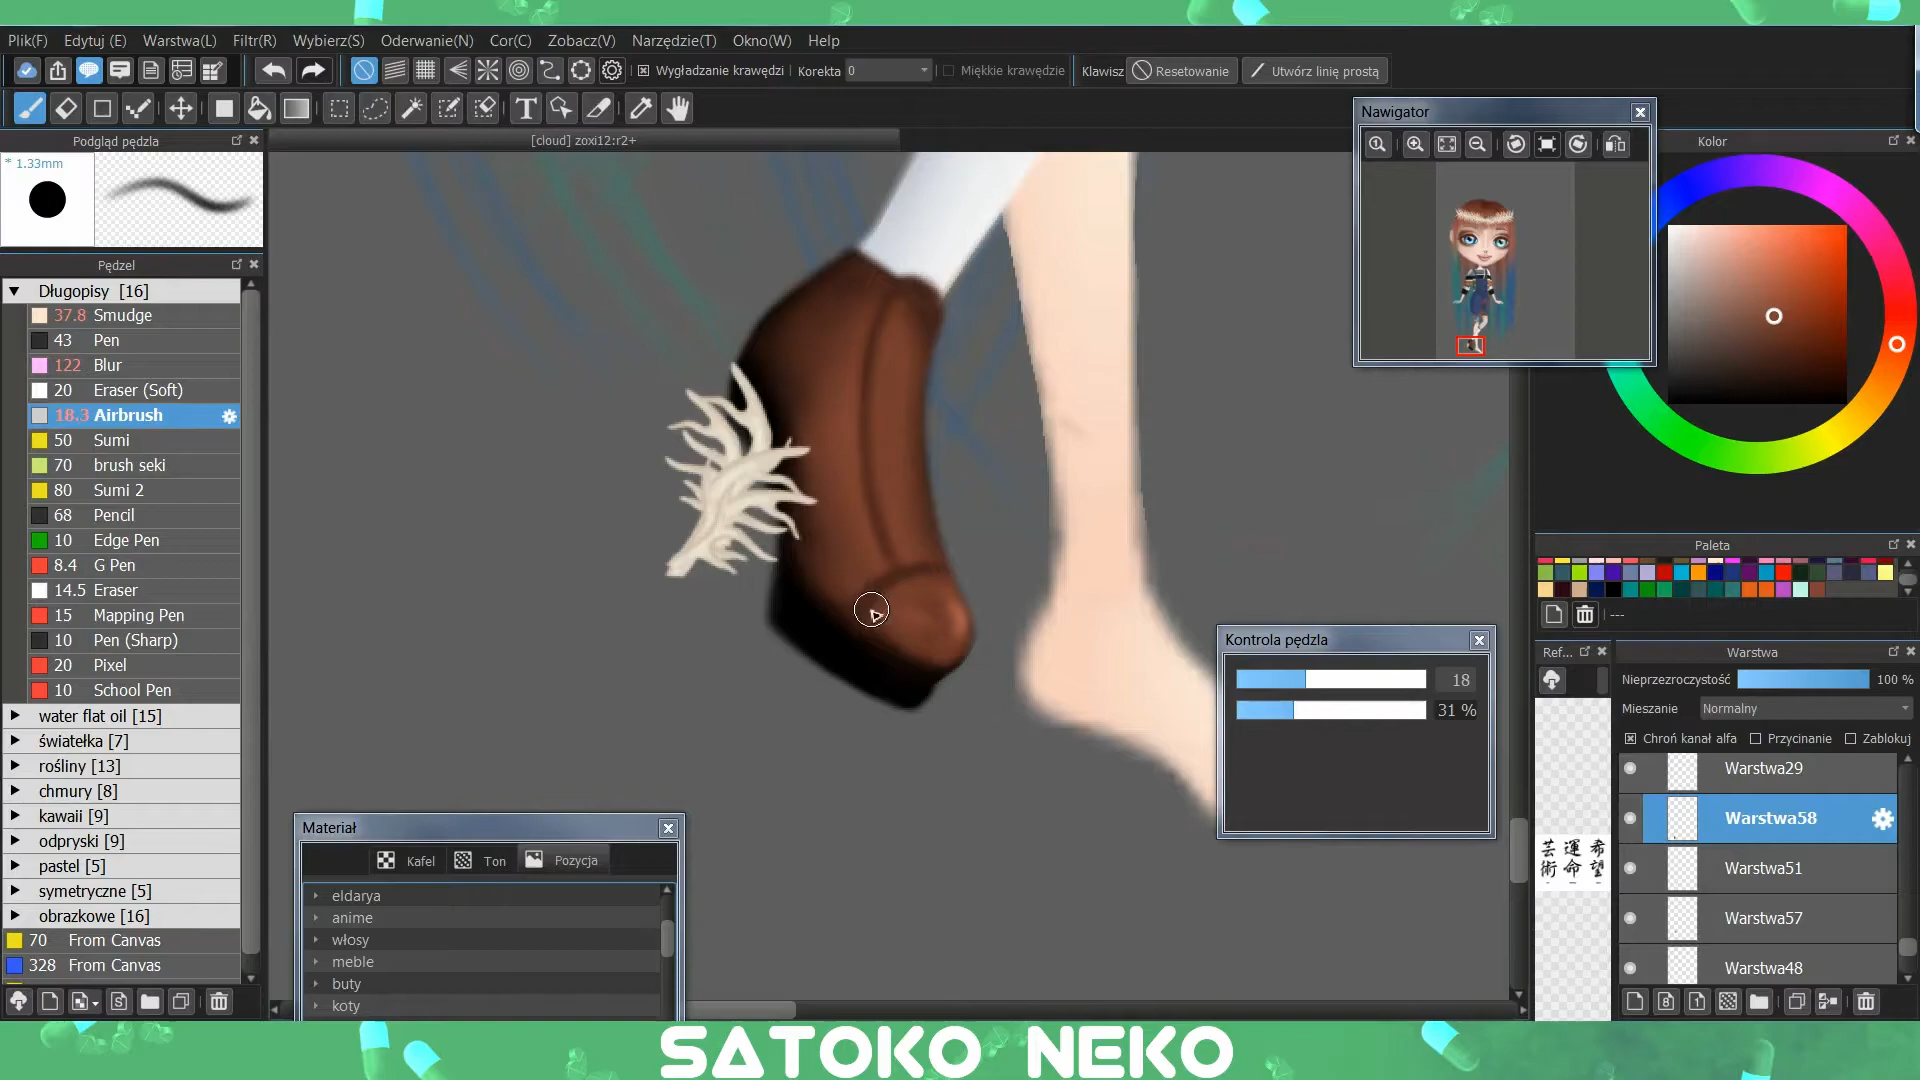 Plik(F) Edytuj (E) Warstwa(L) Filtr(R) Wybierz(S) Oderwanie(N) Cor(C) Zobacz(V) Narzędzie(T) Okno(W) Help
Wygładzanie krawędzi Korekta 0 Miękkie krawędzie Klawisz Resetowanie Utwórz linię prostą
Podgląd pędzla
[cloud] zoxi12:r2+
Nawigator
Kolor
* 1.33mm
Pędzel
Długopisy [16]
37.8 Smudge
43 Pen
122 Blur
20 Eraser (Soft)
18.3 Airbrush
50 Sumi
70 brush seki
80 Sumi 2
68 Pencil
10 Edge Pen
8.4 G Pen
14.5 Eraser
15 Mapping Pen
10 Pen (Sharp)
20 Pixel
10 School Pen
water flat oil [15]
światełka [7]
rośliny [13]
chmury [8]
kawaii [9]
odpryski [9]
pastel [5]
symetryczne [5]
obrazkowe [16]
70 From Canvas
328 From Canvas
Materiał
Kafel Ton Pozycja
eldarya
anime
włosy
meble
buty
koty
Kontrola pędzla
18
31 %
Paleta
---
Ref...
希望
運命
芸術
Warstwa
Nieprzezroczystość 100 %
Mieszanie Normalny
Chroń kanał alfa Przycinanie Zablokuj
Warstwa29
Warstwa58
Warstwa51
Warstwa57
Warstwa48
SATOKO NEKO